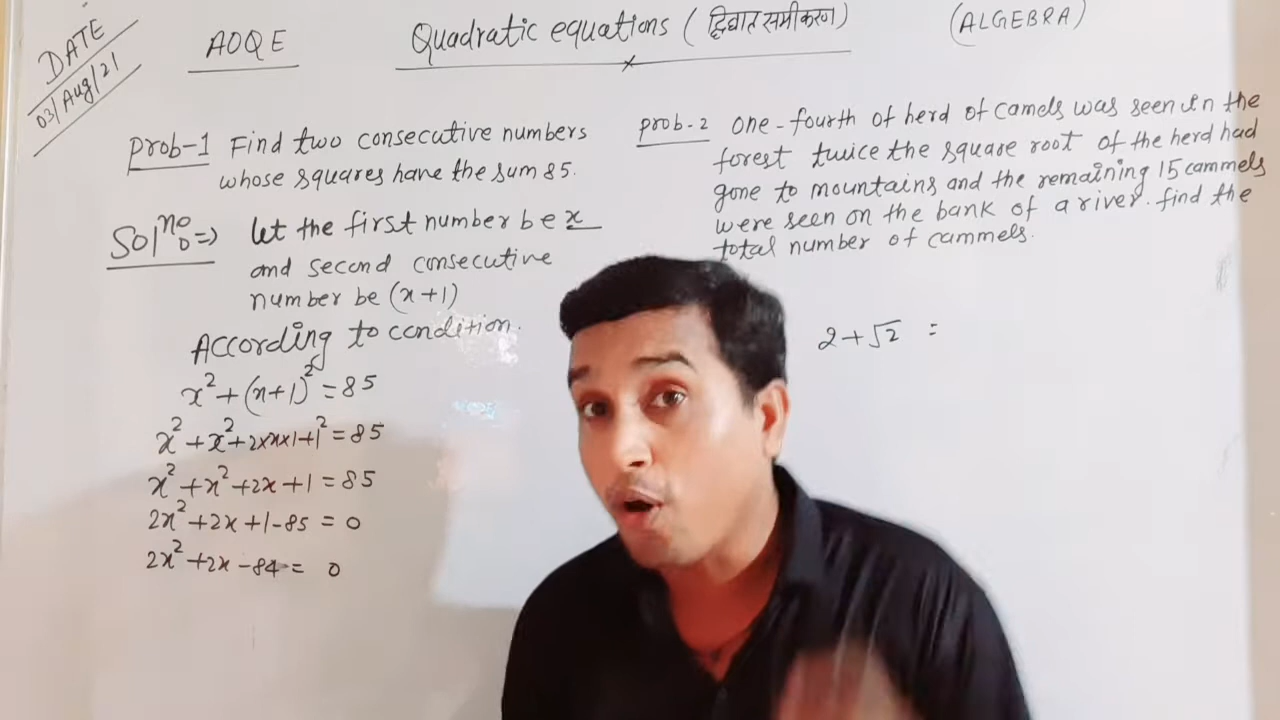 DATE
03/Aug/21
AOQE
Quadratic equations (द्विघात समीकरण)
(ALGEBRA)
Prob-1 Find two consecutive numbers
whose squares have the sum 85.
Solno => let the first number be x
and second consecutive
number be (x+1)
According to condition.
x²+(x+1)²=85
x²+x²+2×x×1+1²=85
x²+x²+2x+1=85
2x²+2x+1-85=0
2x²+2x-84=0
prob-2 One-fourth of herd of camels was seen in the
forest twice the square root of the herd had
gone to mountains and the remaining 15 cammels
were seen on the bank of a river. find the
total number of cammels.
2+√2 =